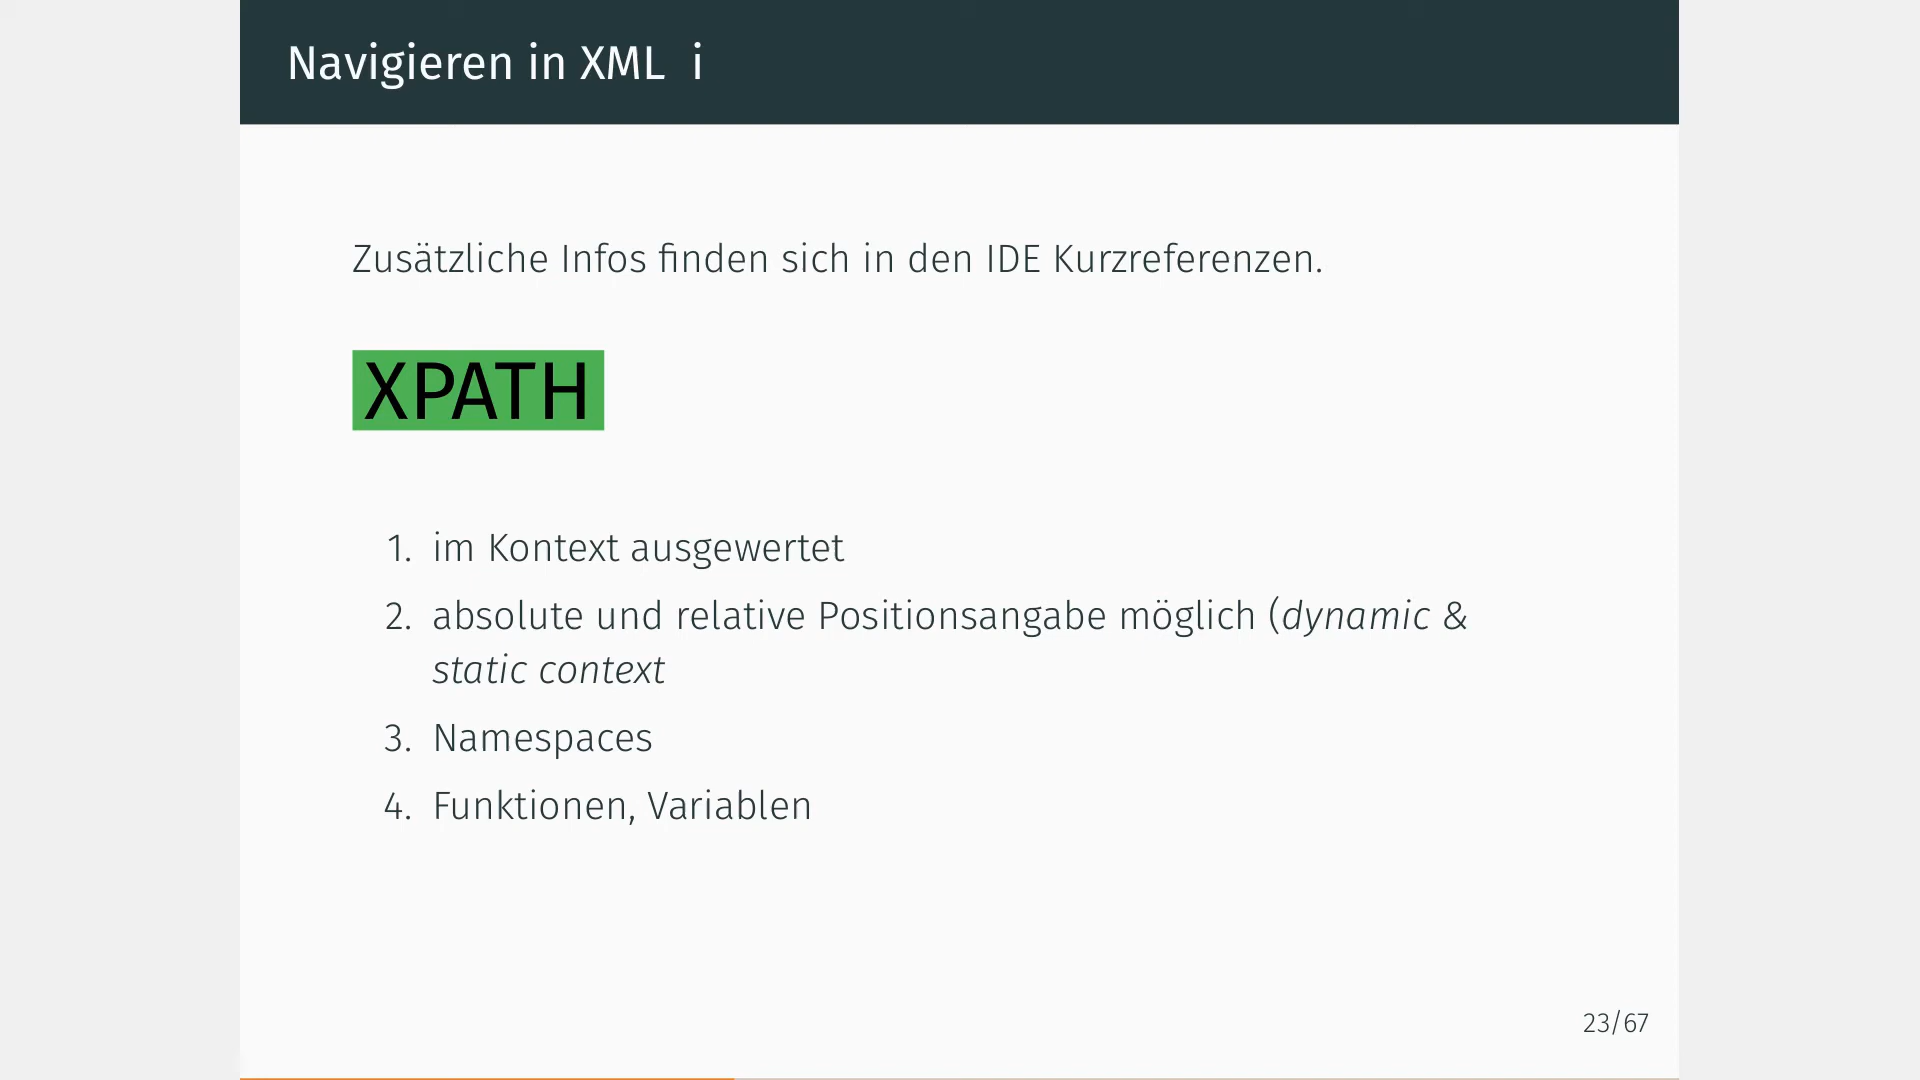 Navigieren in XML i
Zusätzliche Infos finden sich in den IDE Kurzreferenzen.
XPATH
1. im Kontext ausgewertet
2. absolute und relative Positionsangabe möglich (dynamic &
static context
3. Namespaces
4. Funktionen, Variablen
23/67